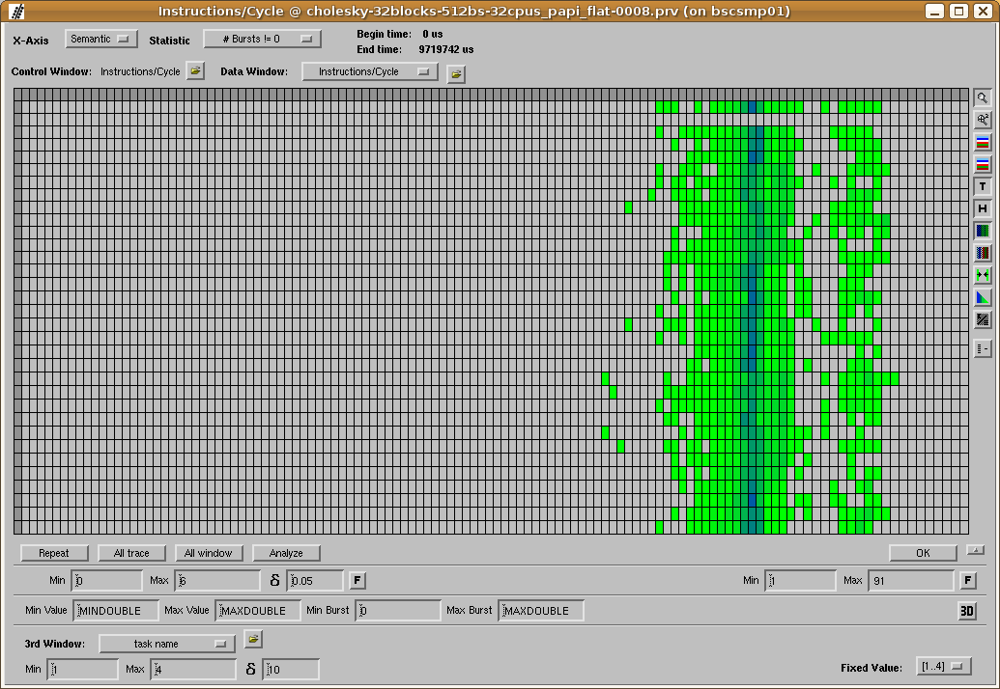 Instructions/Cycle @ cholesky-32blocks-512bs-32cpus_papi_flat-0008.prv (on bscsmp01)
X-Axis Semantic Statistic # Bursts != 0 Begin time: 0 us
End time: 9719742 us
Control Window: Instructions/Cycle Data Window: Instructions/Cycle
T
H
Repeat All trace All window Analyze OK
Min 0 Max 6 δ 0.05 F Min 1 Max 91 F
Min Value MINDOUBLE Max Value MAXDOUBLE Min Burst 0 Max Burst MAXDOUBLE 3D
3rd Window: task name
Min 1 Max 4 δ 10 Fixed Value: [1..4]